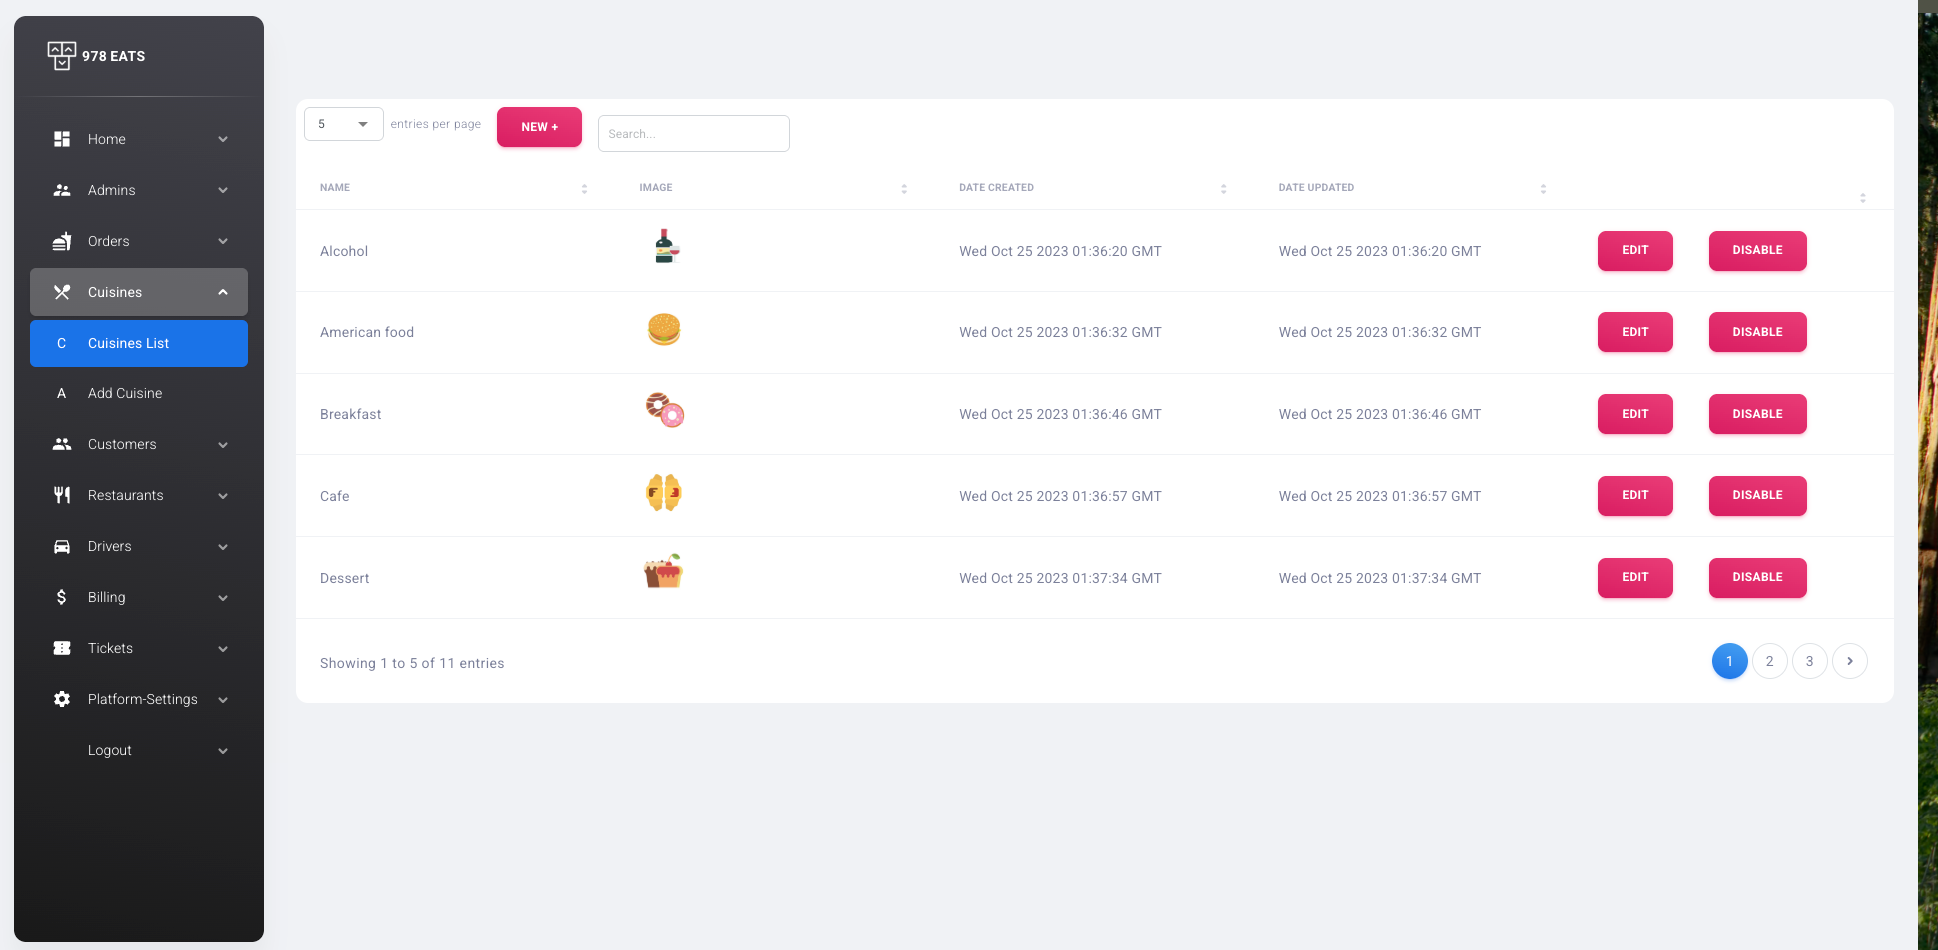 978 EATS
Home
Admins
Orders
Cuisines
C Cuisines List
A Add Cuisine
Customers
Restaurants
Drivers
Billing
Tickets
Platform-Settings
Logout
5 entries per page NEW + Search...
NAME IMAGE DATE CREATED DATE UPDATED
Alcohol Wed Oct 25 2023 01:36:20 GMT Wed Oct 25 2023 01:36:20 GMT EDIT DISABLE
American food Wed Oct 25 2023 01:36:32 GMT Wed Oct 25 2023 01:36:32 GMT EDIT DISABLE
Breakfast Wed Oct 25 2023 01:36:46 GMT Wed Oct 25 2023 01:36:46 GMT EDIT DISABLE
Cafe Wed Oct 25 2023 01:36:57 GMT Wed Oct 25 2023 01:36:57 GMT EDIT DISABLE
Dessert Wed Oct 25 2023 01:37:34 GMT Wed Oct 25 2023 01:37:34 GMT EDIT DISABLE
Showing 1 to 5 of 11 entries 1 2 3